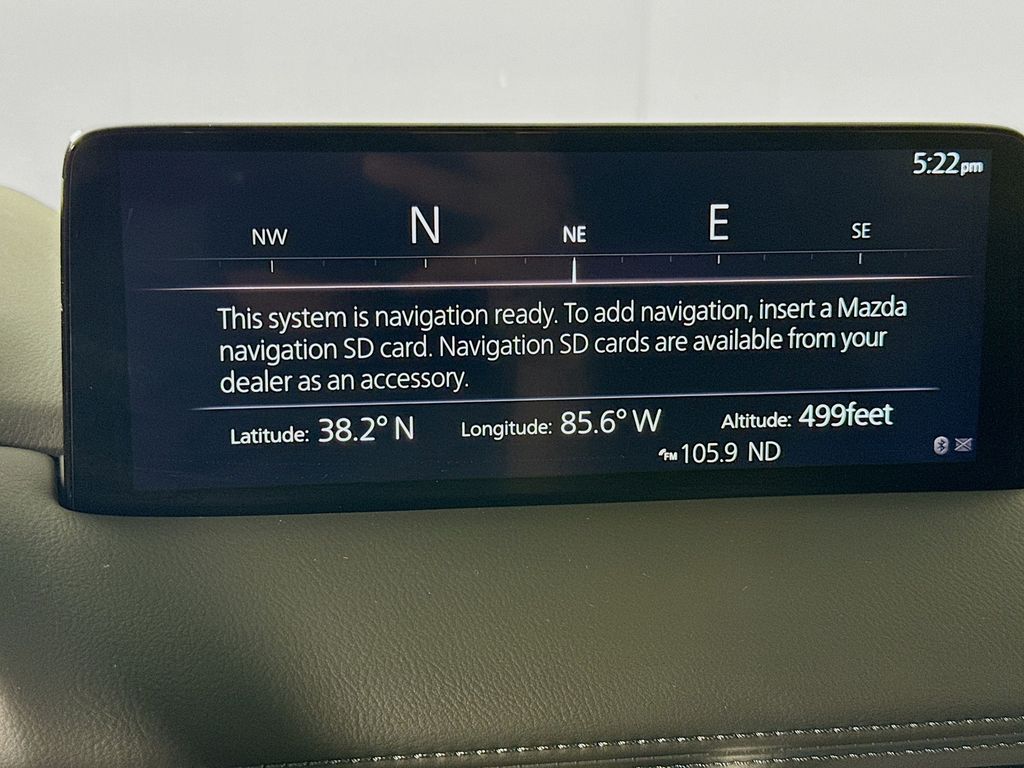 5:22pm
NW N NE E SE
This system is navigation ready. To add navigation, insert a Mazda
navigation SD card. Navigation SD cards are available from your
dealer as an accessory.
Latitude: 38.2° N Longitude: 85.6° W Altitude: 499feet
FM 105.9 ND